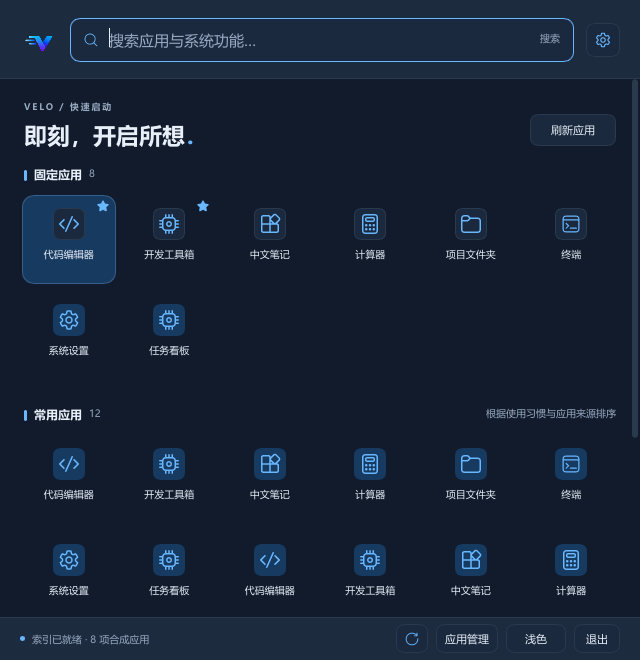 搜索应用与系统功能...
搜索
VELO / 快速启动
即刻，开启所想.
刷新应用
固定应用 8
代码编辑器 开发工具箱 中文笔记 计算器 项目文件夹 终端
系统设置 任务看板
常用应用 12
根据使用习惯与应用来源排序
代码编辑器 开发工具箱 中文笔记 计算器 项目文件夹 终端
系统设置 任务看板 代码编辑器 开发工具箱 中文笔记 计算器
索引已就绪 · 8 项合成应用
应用管理 浅色 退出